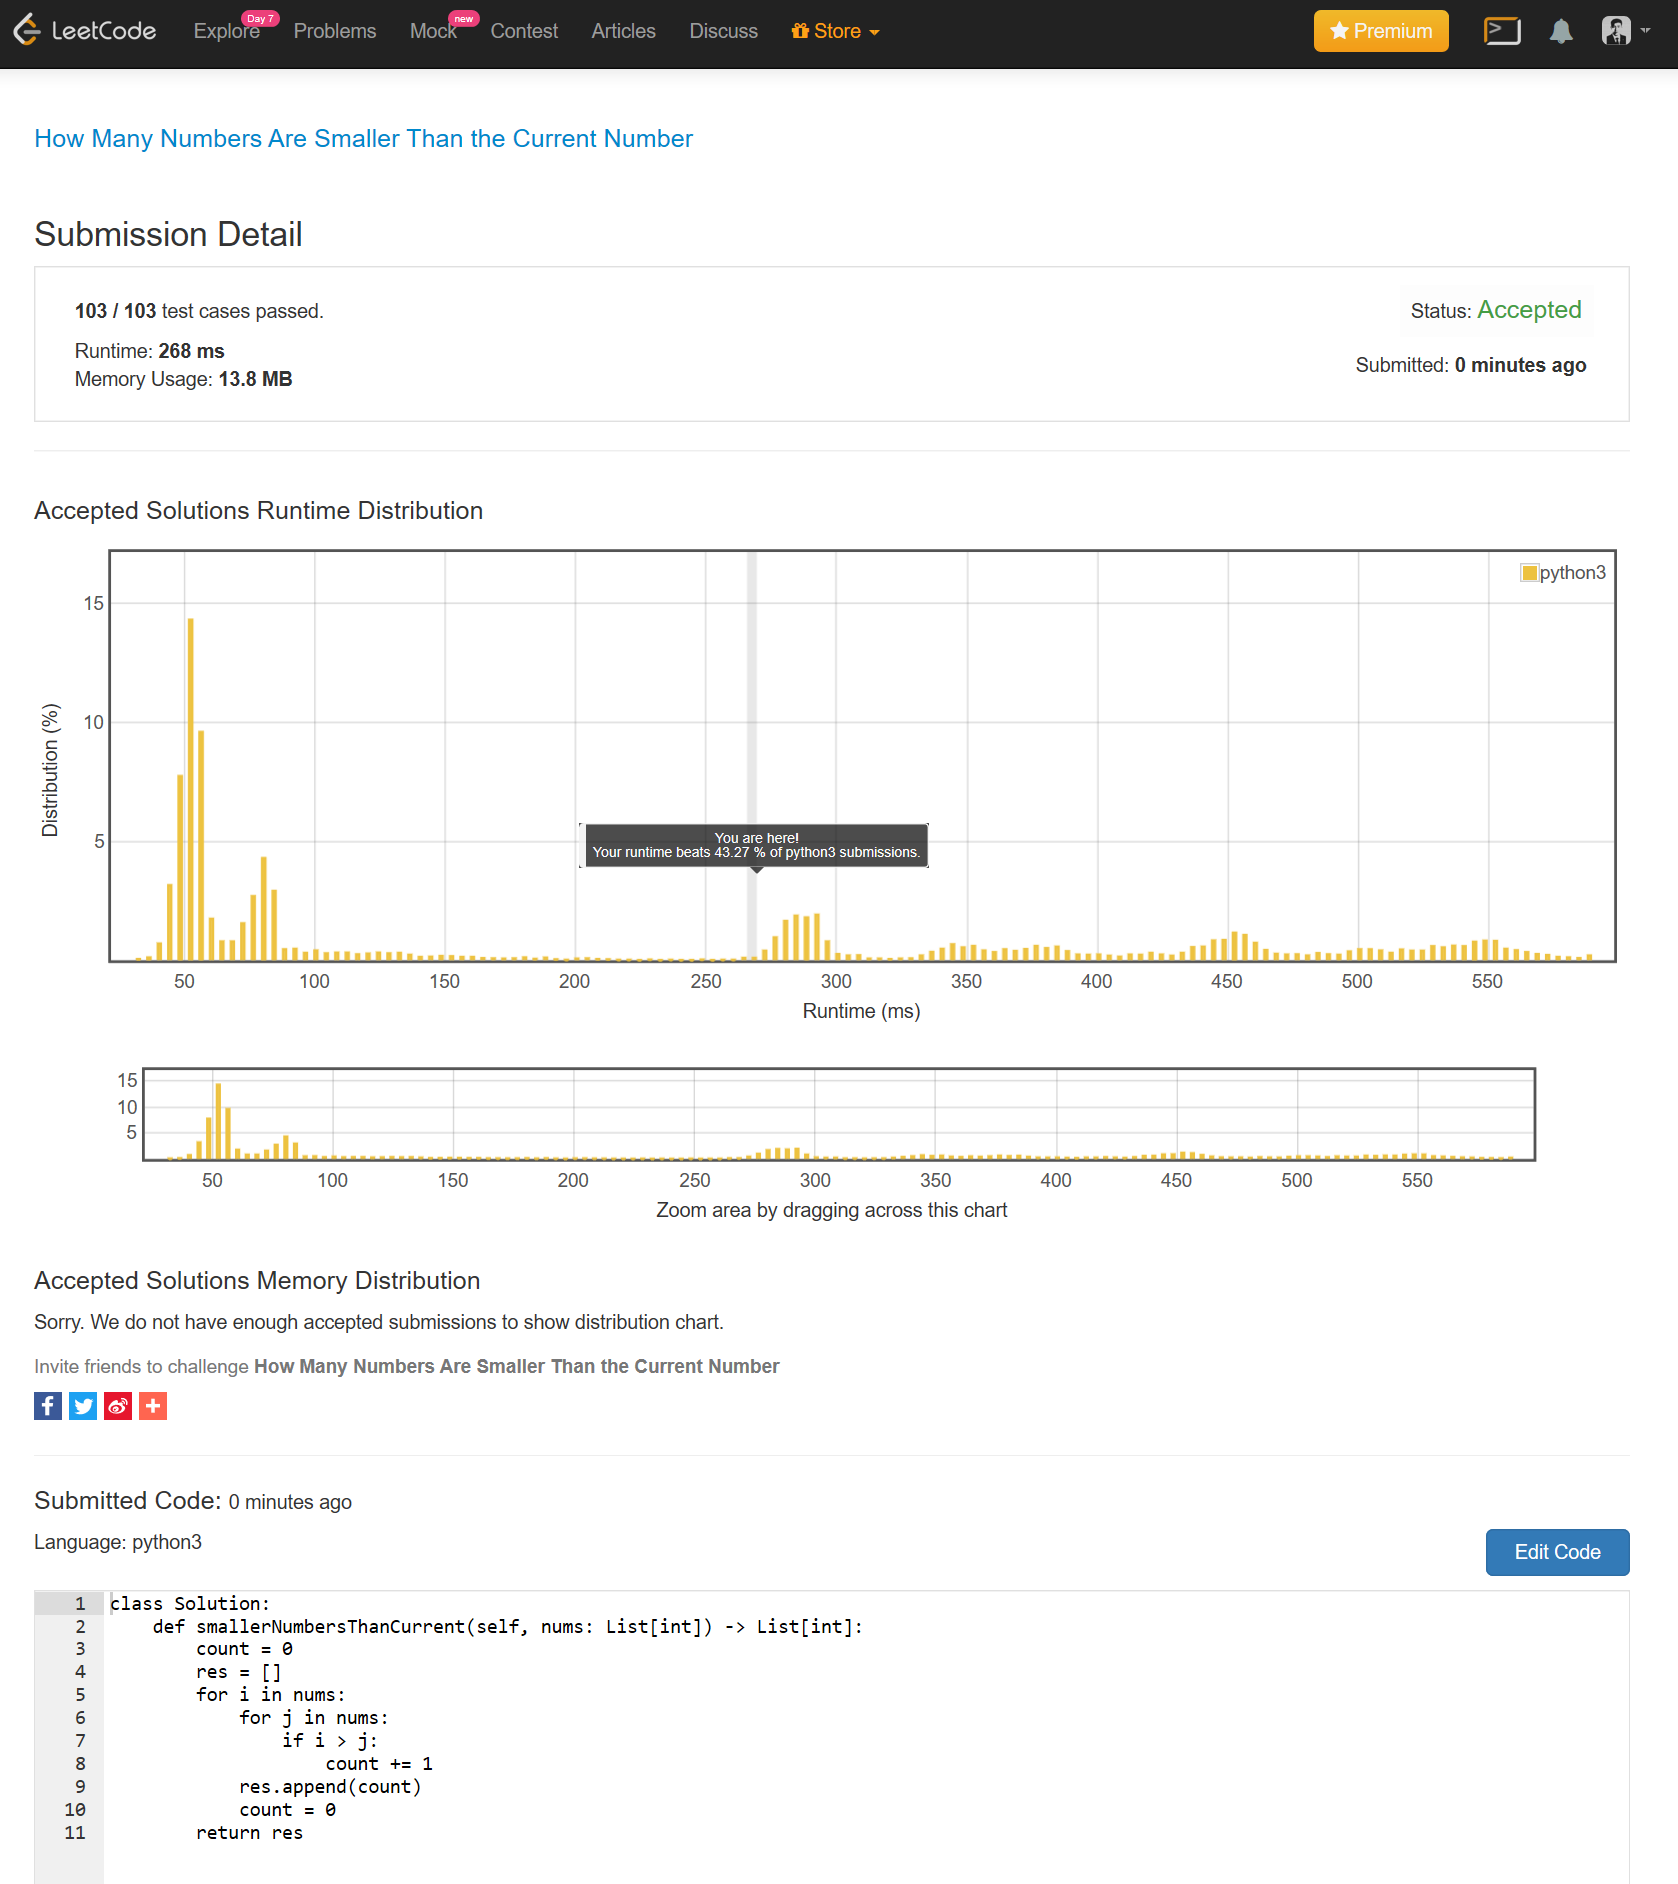 LeetCode Explore Day 7 Problems Mock new Contest Articles Discuss Store Premium
How Many Numbers Are Smaller Than the Current Number
Submission Detail
103 / 103 test cases passed.
Status: Accepted
Runtime: 268 ms
Submitted: 0 minutes ago
Memory Usage: 13.8 MB
Accepted Solutions Runtime Distribution
python3
15
10
5
Distribution (%)
You are here!
Your runtime beats 43.27 % of python3 submissions.
50 100 150 200 250 300 350 400 450 500 550
Runtime (ms)
15
10
5
50 100 150 200 250 300 350 400 450 500 550
Zoom area by dragging across this chart
Accepted Solutions Memory Distribution
Sorry. We do not have enough accepted submissions to show distribution chart.
Invite friends to challenge How Many Numbers Are Smaller Than the Current Number
Submitted Code: 0 minutes ago
Language: python3
Edit Code
1 class Solution:
2     def smallerNumbersThanCurrent(self, nums: List[int]) -> List[int]:
3         count = 0
4         res = []
5         for i in nums:
6             for j in nums:
7                 if i > j:
8                     count += 1
9             res.append(count)
10             count = 0
11         return res